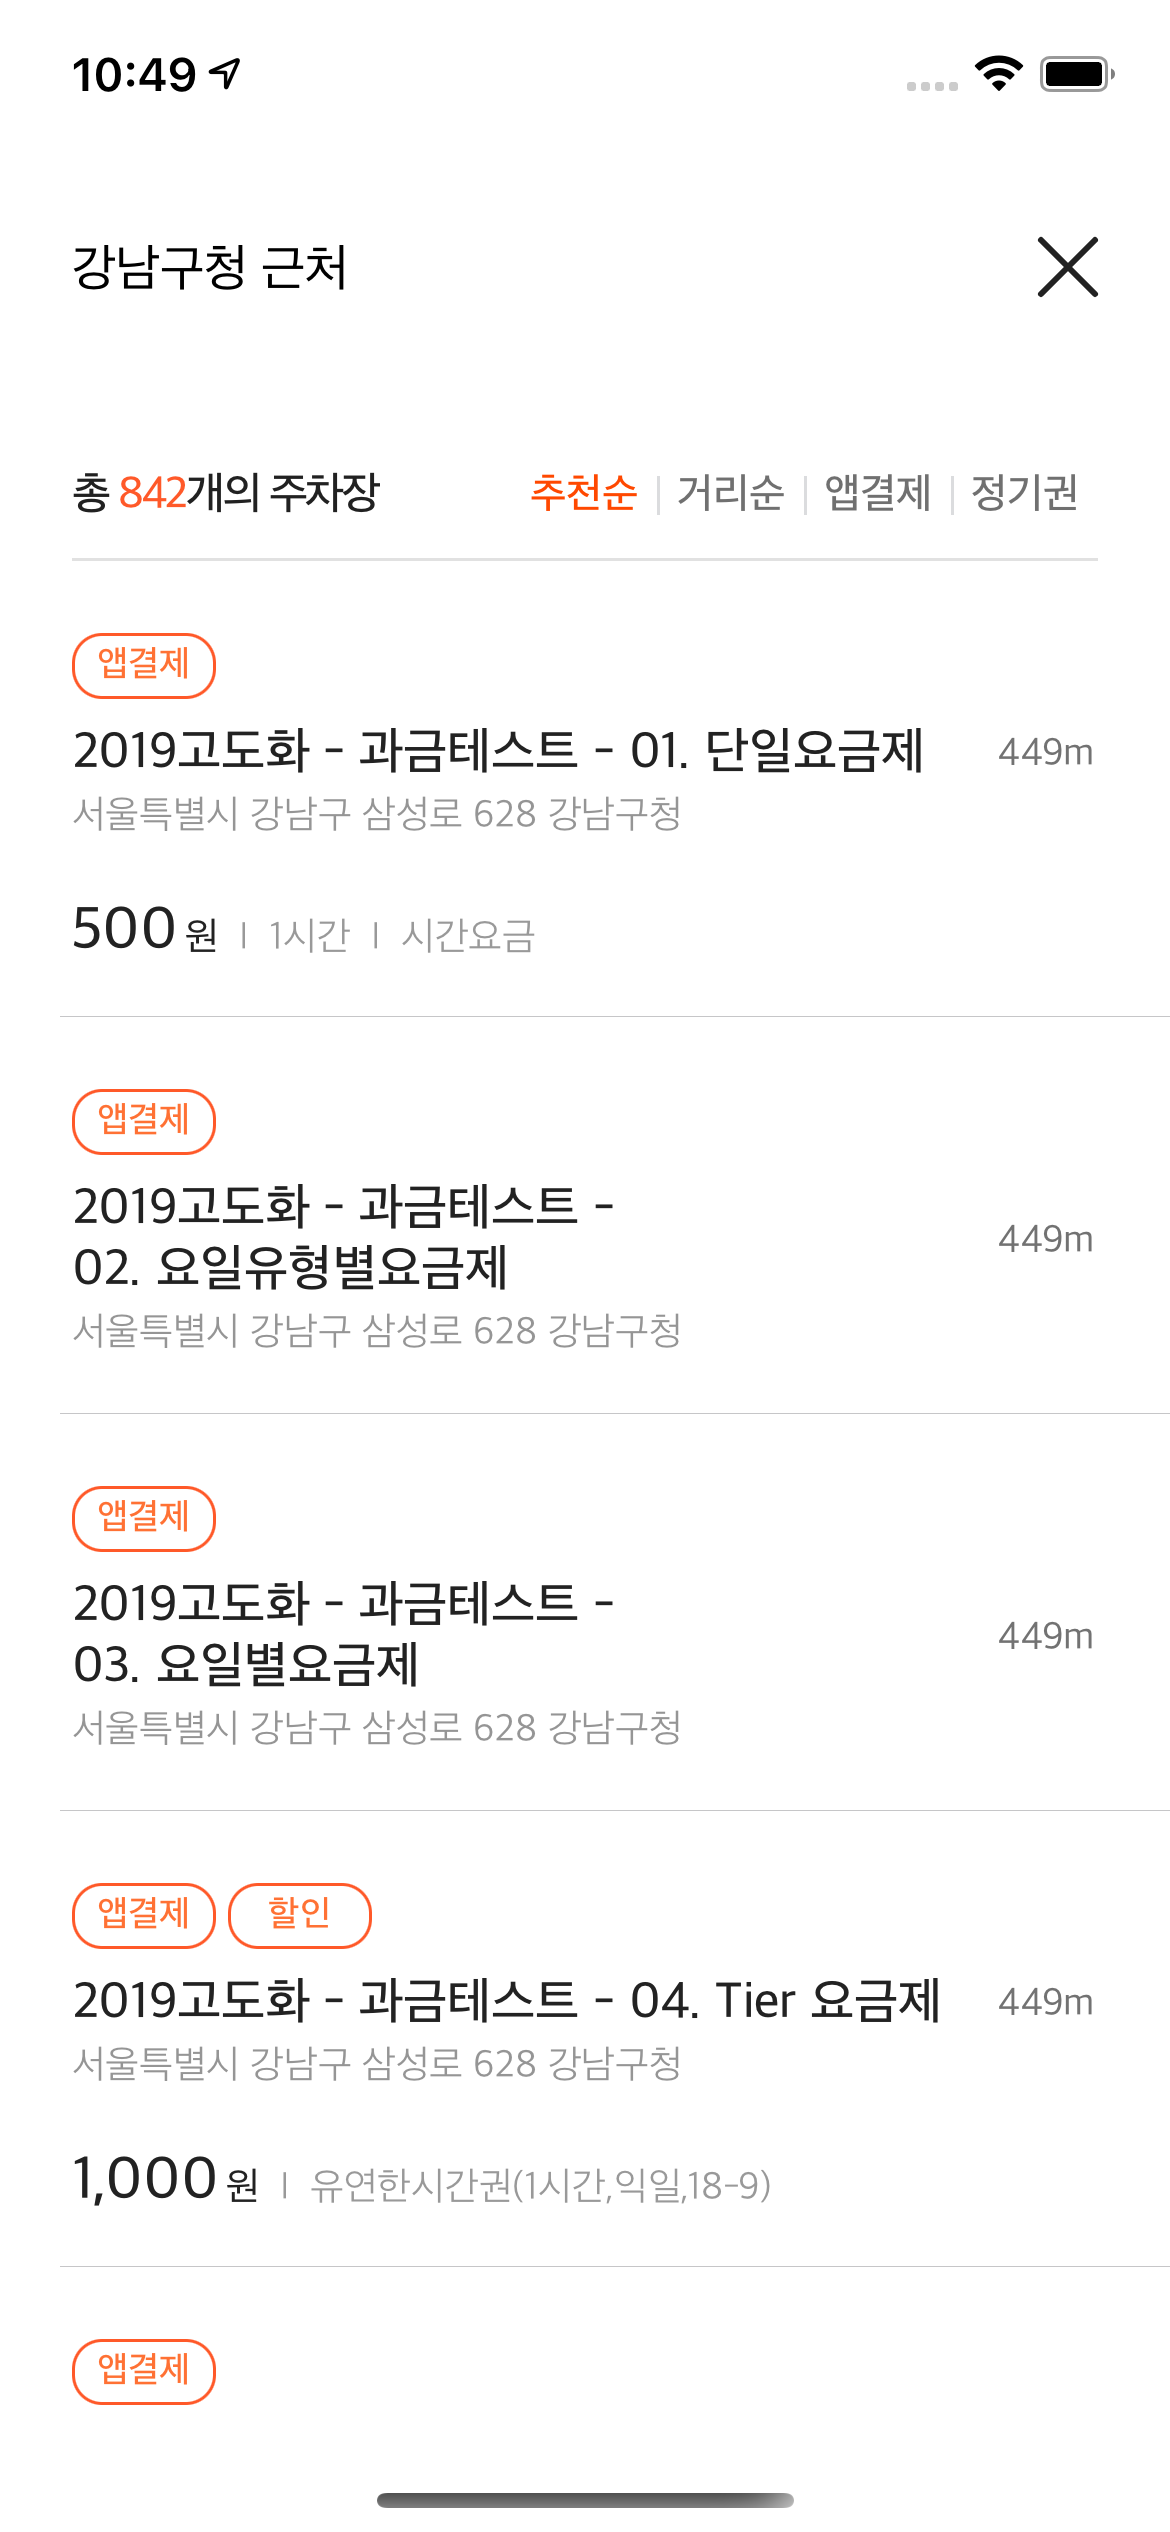 10:49
강남구청 근처
총 842개의 주차장
추천순 | 거리순 | 앱결제 | 정기권
앱결제
2019고도화 - 과금테스트 - 01. 단일요금제
449m
서울특별시 강남구 삼성로 628 강남구청
500 원 | 1시간 | 시간요금
앱결제
2019고도화 - 과금테스트 -
02. 요일유형별요금제
449m
서울특별시 강남구 삼성로 628 강남구청
앱결제
2019고도화 - 과금테스트 -
03. 요일별요금제
449m
서울특별시 강남구 삼성로 628 강남구청
앱결제 할인
2019고도화 - 과금테스트 - 04. Tier 요금제
449m
서울특별시 강남구 삼성로 628 강남구청
1,000 원 | 유연한시간권(1시간,익일,18-9)
앱결제